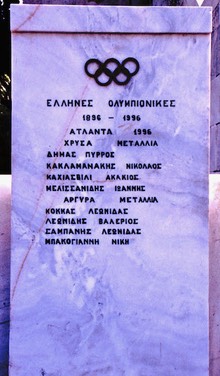 ΕΛΛΗΝΕΣ ΟΛΥΜΠΙΟΝΙΚΕΣ
1896 - 1996
ΑΤΛΑΝΤΑ 1996
ΧΡΥΣΑ ΜΕΤΑΛΛΙΑ
ΔΗΜΑΣ ΠΥΡΡΟΣ
ΚΑΚΛΑΜΑΝΑΚΗΣ ΝΙΚΟΛΑΟΣ
ΚΑΧΙΑΣΒΙΛΙ ΑΚΑΚΙΟΣ
ΜΕΛΙΣΣΑΝΙΔΗΣ ΙΩΑΝΝΗΣ
ΑΡΓΥΡΑ ΜΕΤΑΛΛΙΑ
ΚΟΚΚΑΣ ΛΕΩΝΙΔΑΣ
ΛΕΩΝΙΔΗΣ ΒΑΛΕΡΙΟΣ
ΣΑΜΠΑΝΗΣ ΛΕΩΝΙΔΑΣ
ΜΠΑΚΟΓΙΑΝΝΗ ΝΙΚΗ